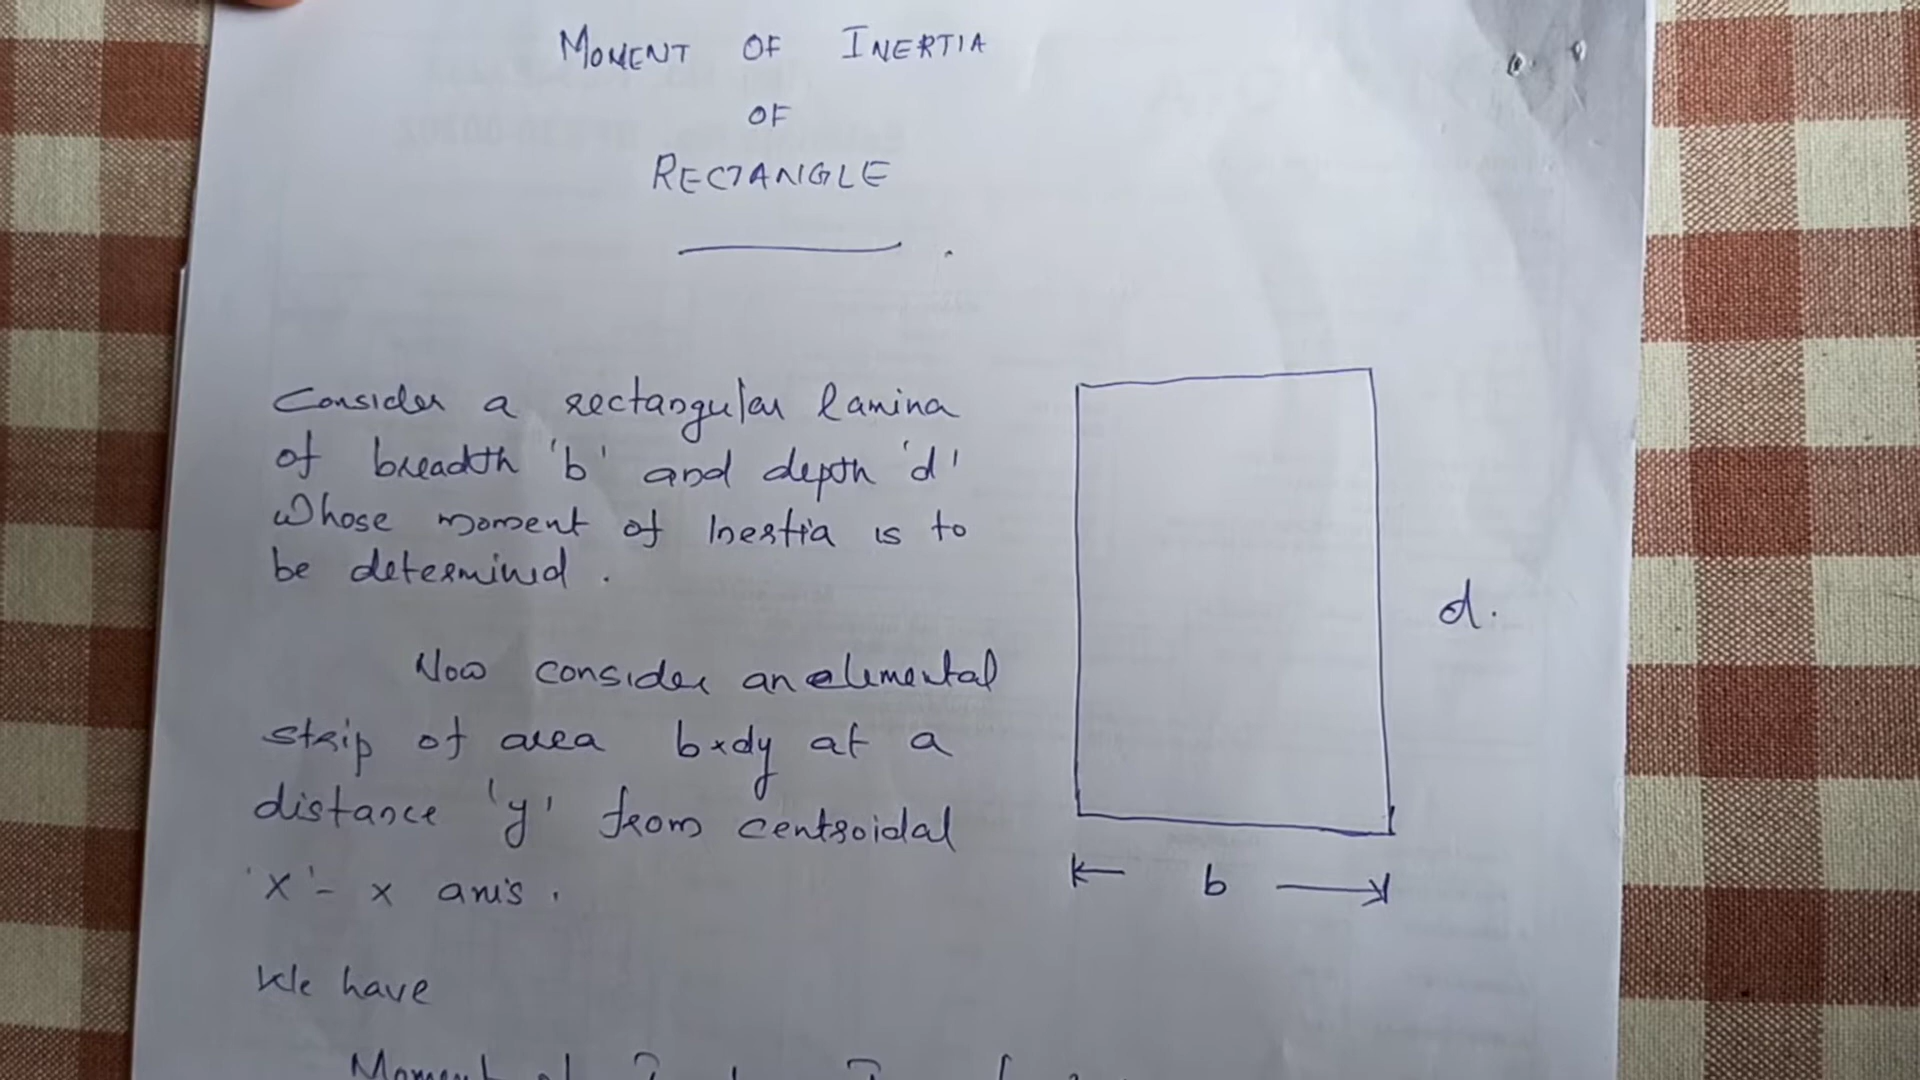 MOMENT OF INERTIA
OF
RECTANGLE
Consider a rectangular lamina
of breadth 'b' and depth 'd'
whose moment of Inertia is to
be determined.
Now consider an elemental
strip of area b×dy at a
distance 'y' from centroidal
'x'- x axis.
We have
Moment
d.
b